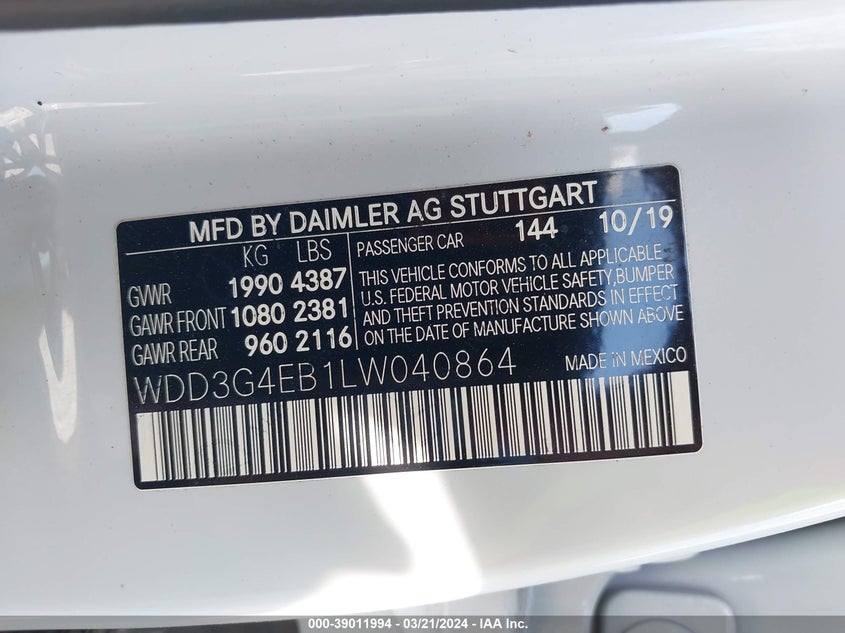 MFD BY DAIMLER AG STUTTGART
KG LBS PASSENGER CAR 144 10/19
GVWR 1990 4387
GAWR FRONT 1080 2381
GAWR REAR 960 2116
THIS VEHICLE CONFORMS TO ALL APPLICABLE
U.S. FEDERAL MOTOR VEHICLE SAFETY, BUMPER
AND THEFT PREVENTION STANDARDS IN EFFECT
ON THE DATE OF MANUFACTURE SHOWN ABOVE
WDD3G4EB1LW040864 MADE IN MEXICO
000-39011994 / 03/21/2024 - IAA Inc.